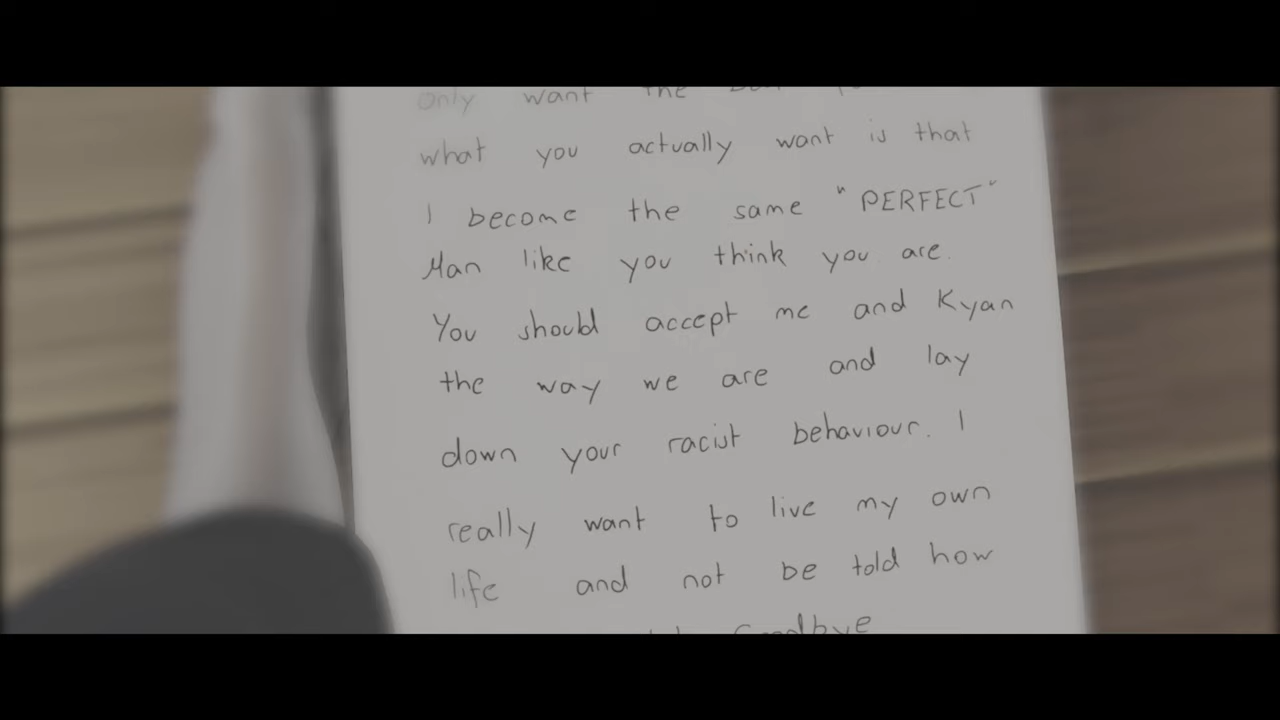 only want the
what you actually want is that
I become the same "PERFECT"
Man like you think you are.
You should accept me and Kyan
the way we are and lay
down your racist behaviour. I
really want to live my own
life and not be told how
Goodbye